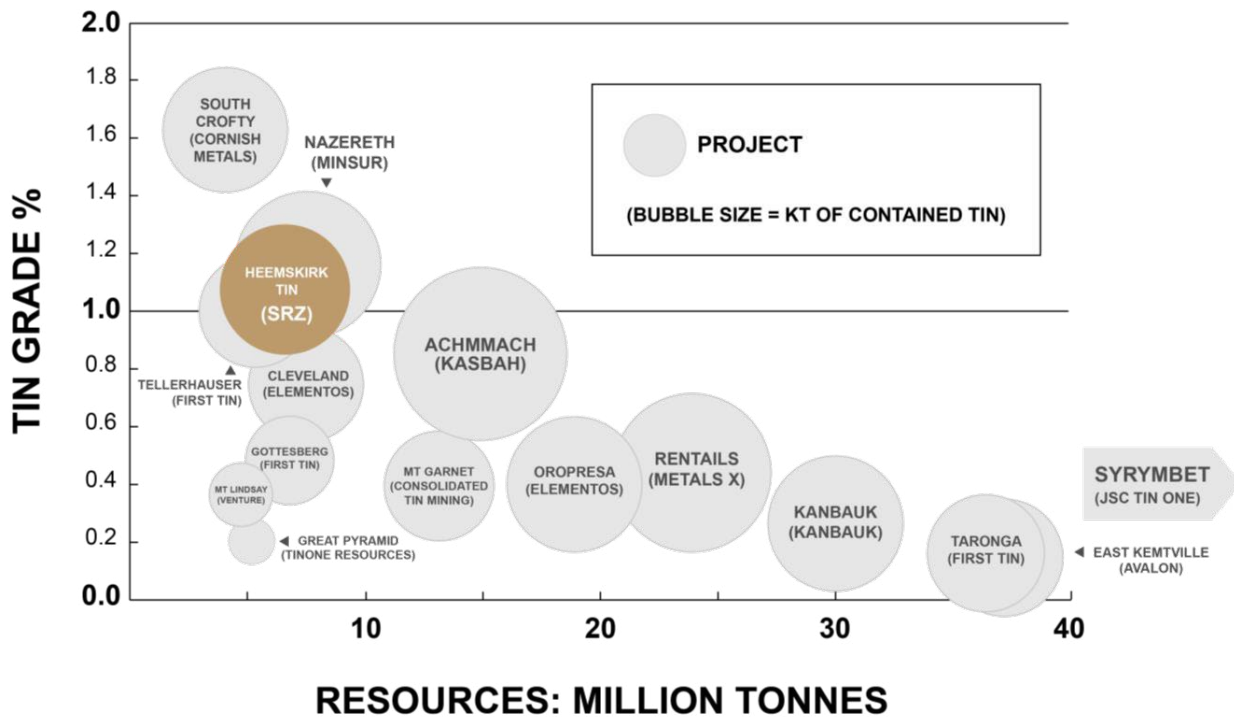 TIN GRADE %
2.0
1.8
1.6
1.4
1.2
1.0
0.8
0.6
0.4
0.2
0.0
SOUTH
CROFTY
(CORNISH
METALS)
NAZERETH
(MINSUR)
HEEMSKIRK
TIN
(SRZ)
TELLERHAUSER
(FIRST TIN)
CLEVELAND
(ELEMENTOS)
GOTTESBERG
(FIRST TIN)
MT LINDSAY
(VENTURE)
GREAT PYRAMID
(TINONE RESOURCES)
ACHMMACH
(KASBAH)
MT GARNET
(CONSOLIDATED
TIN MINING)
OROPRESA
(ELEMENTOS)
RENTAILS
(METALS X)
KANBAUK
(KANBAUK)
TARONGA
(FIRST TIN)
EAST KEMTVILLE
(AVALON)
SYRYMBET
(JSC TIN ONE)
PROJECT
(BUBBLE SIZE = KT OF CONTAINED TIN)
10
20
30
40
RESOURCES: MILLION TONNES